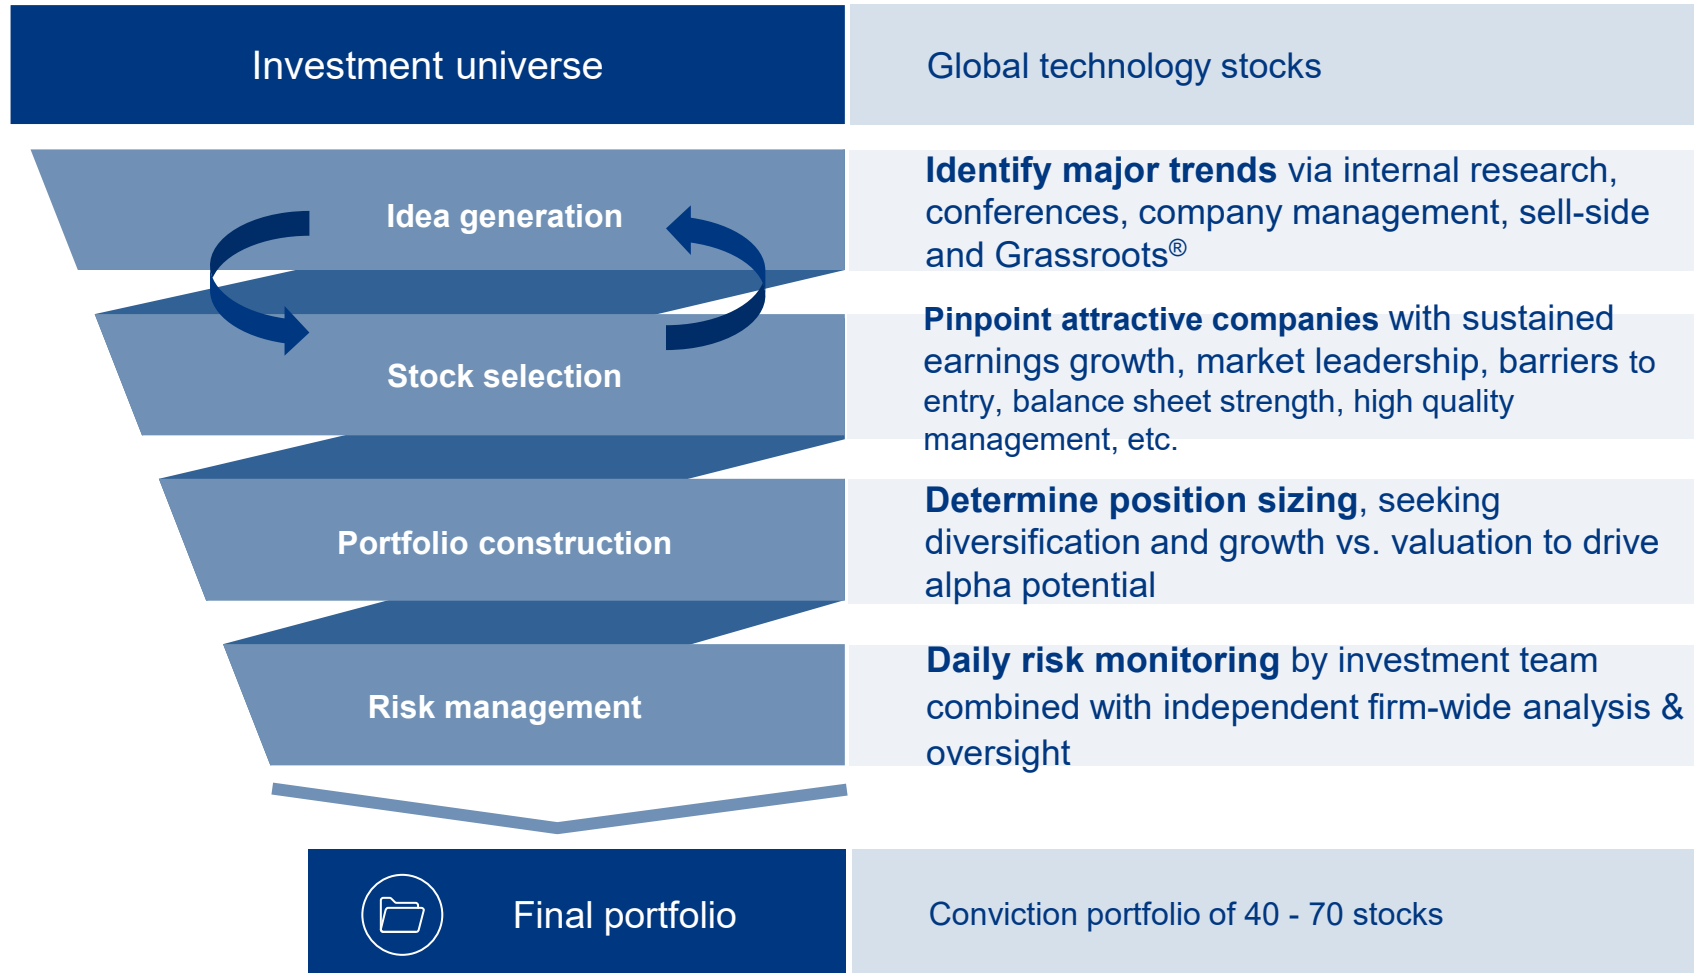 Investment universe
Global technology stocks
Idea generation
Identify major trends via internal research,
conferences, company management, sell-side
and Grassroots®
Stock selection
Pinpoint attractive companies with sustained
earnings growth, market leadership, barriers to
entry, balance sheet strength, high quality
management, etc.
Portfolio construction
Determine position sizing, seeking
diversification and growth vs. valuation to drive
alpha potential
Risk management
Daily risk monitoring by investment team
combined with independent firm-wide analysis &
oversight
Final portfolio
Conviction portfolio of 40 - 70 stocks